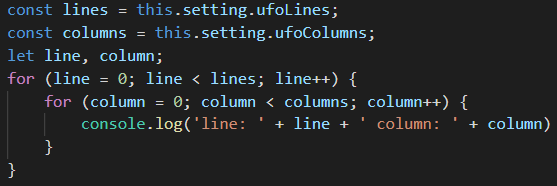 const lines = this.setting.ufoLines;
const columns = this.setting.ufoColumns;
let line, column;
for (line = 0; line < lines; line++) {
    for (column = 0; column < columns; column++) {
        console.log('line: ' + line + ' column: ' + column)
    }
}